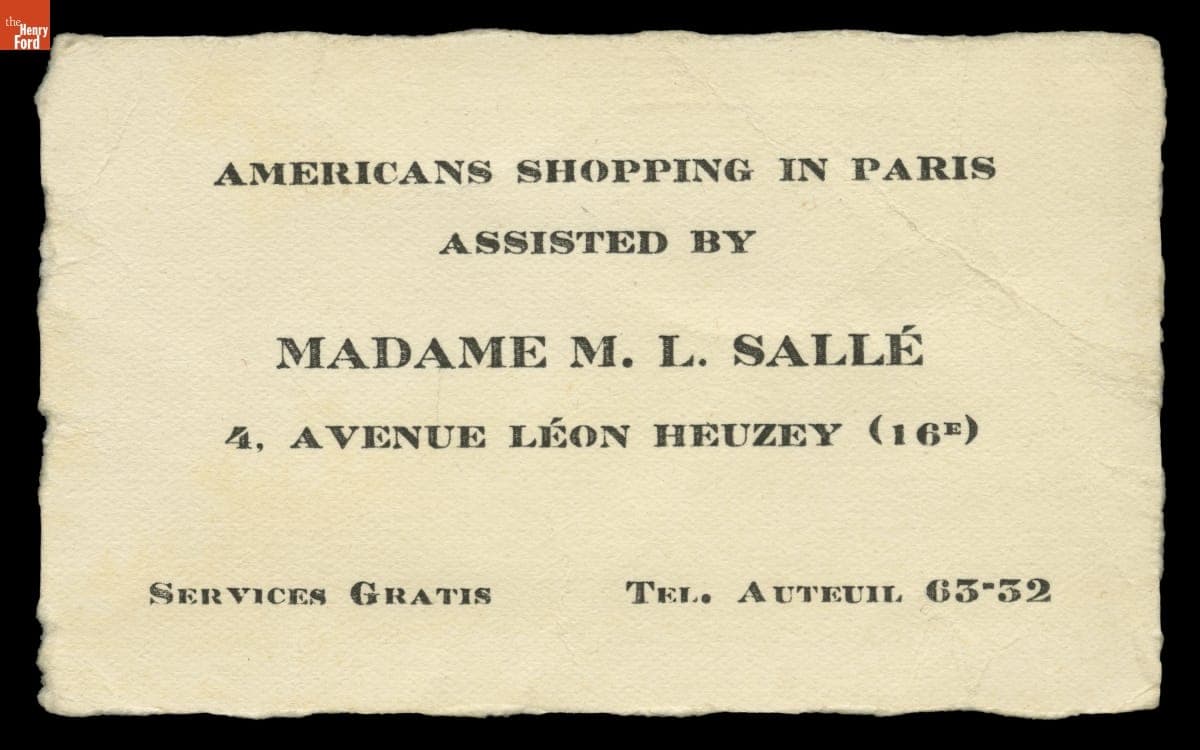 the
Henry
Ford
AMERICANS SHOPPING IN PARIS
ASSISTED BY
MADAME M. L. SALLÉ
4, AVENUE LÉON HEUZEY (16E)
SERVICES GRATIS TEL. AUTEUIL 63-32